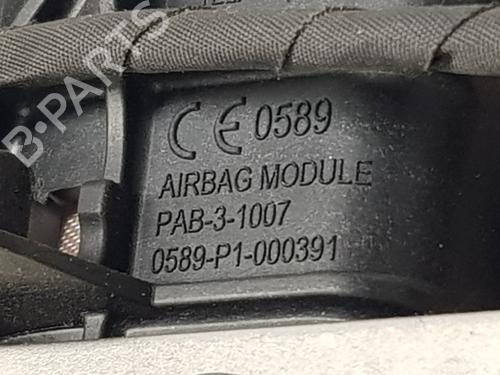 B-PARTS
CE 0589
AIRBAG MODULE
PAB-3-1007
0589-P1-000391